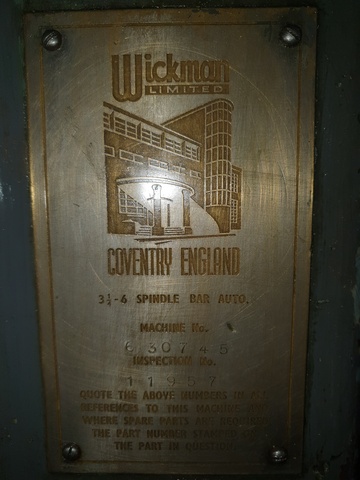 Wickman
LIMITED
COVENTRY ENGLAND
3¼-6 SPINDLE BAR AUTO.
MACHINE No.
630745
INSPECTION No.
11957
QUOTE THE ABOVE NUMBERS IN ALL
REFERENCES TO THIS MACHINE
WHERE SPARE PARTS ARE REQUIRED
THE PART NUMBER STAMPED ON
THE PART IN QUESTION